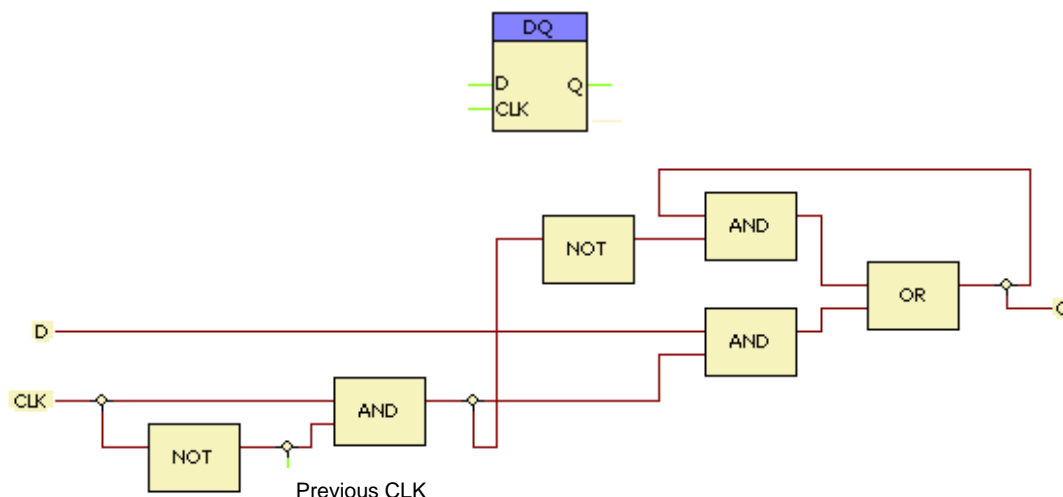 DQ
D Q
CLK
AND
NOT
OR
D
AND
CLK
AND
NOT
Previous CLK